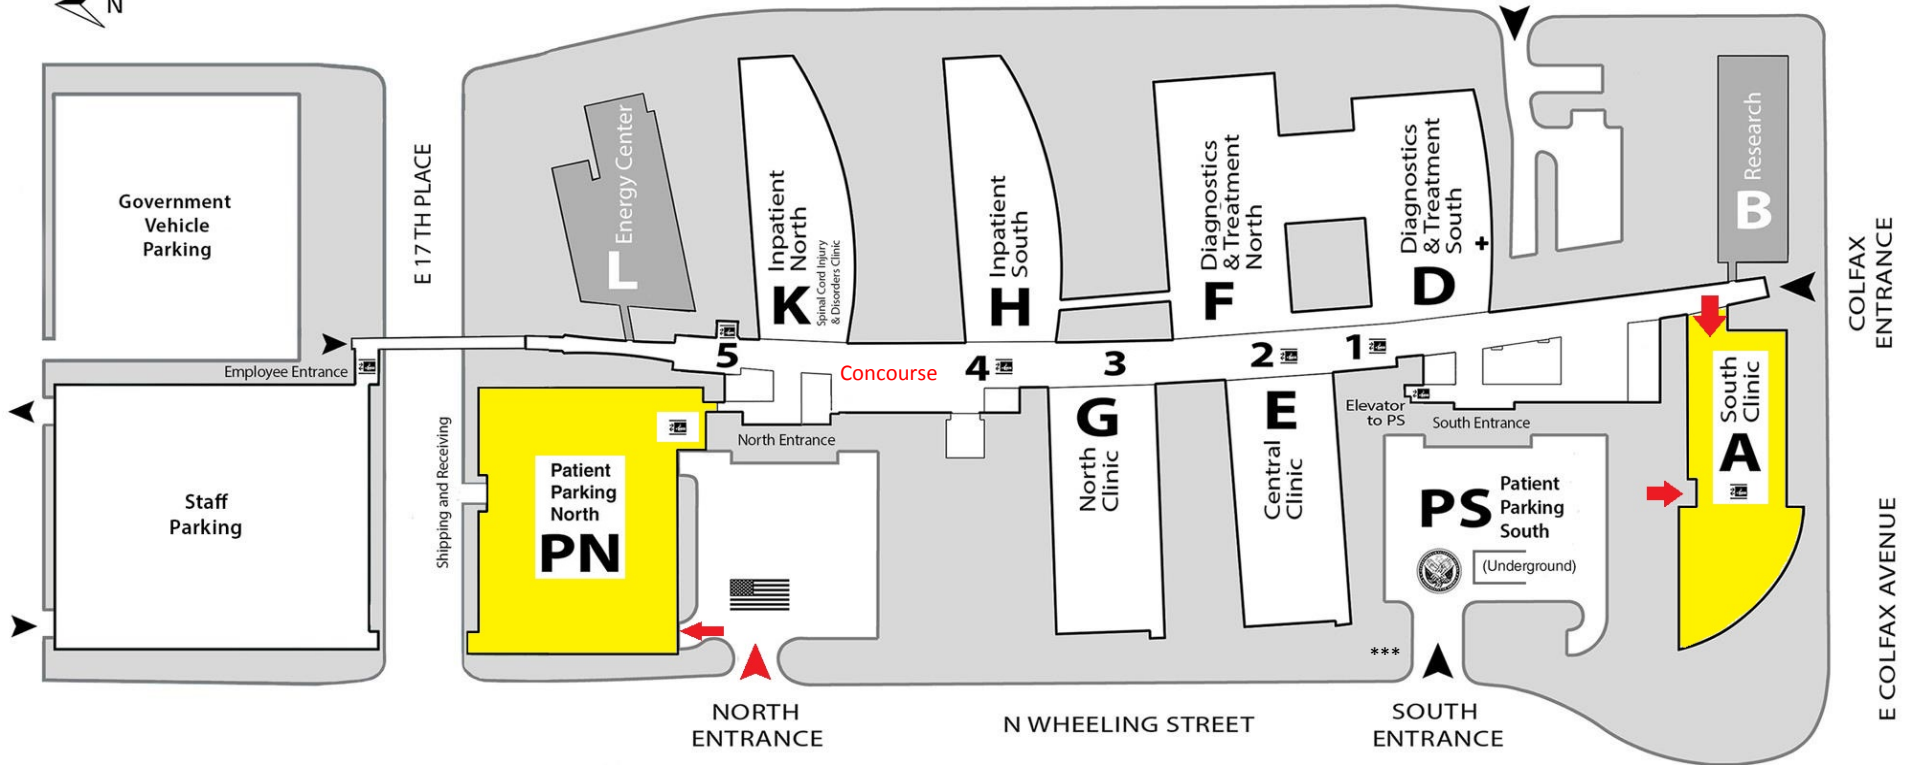 N
Government
Vehicle
Parking
E 17 TH PLACE
L Energy Center
K Inpatient
North
Spinal Cord Injury
& Disorders Clinic
H Inpatient
South
F Diagnostics
& Treatment
North
D Diagnostics
& Treatment
South
B Research
COLFAX
ENTRANCE
Employee Entrance
5
Concourse
4
3
2
1
Staff
Parking
Shipping and Receiving
Patient
Parking
North
PN
North Entrance
G North
Clinic
E Central
Clinic
Elevator
to PS
South Entrance
PS Patient
Parking
South
(Underground)
A South
Clinic
***
E COLFAX AVENUE
NORTH
ENTRANCE
N WHEELING STREET
SOUTH
ENTRANCE